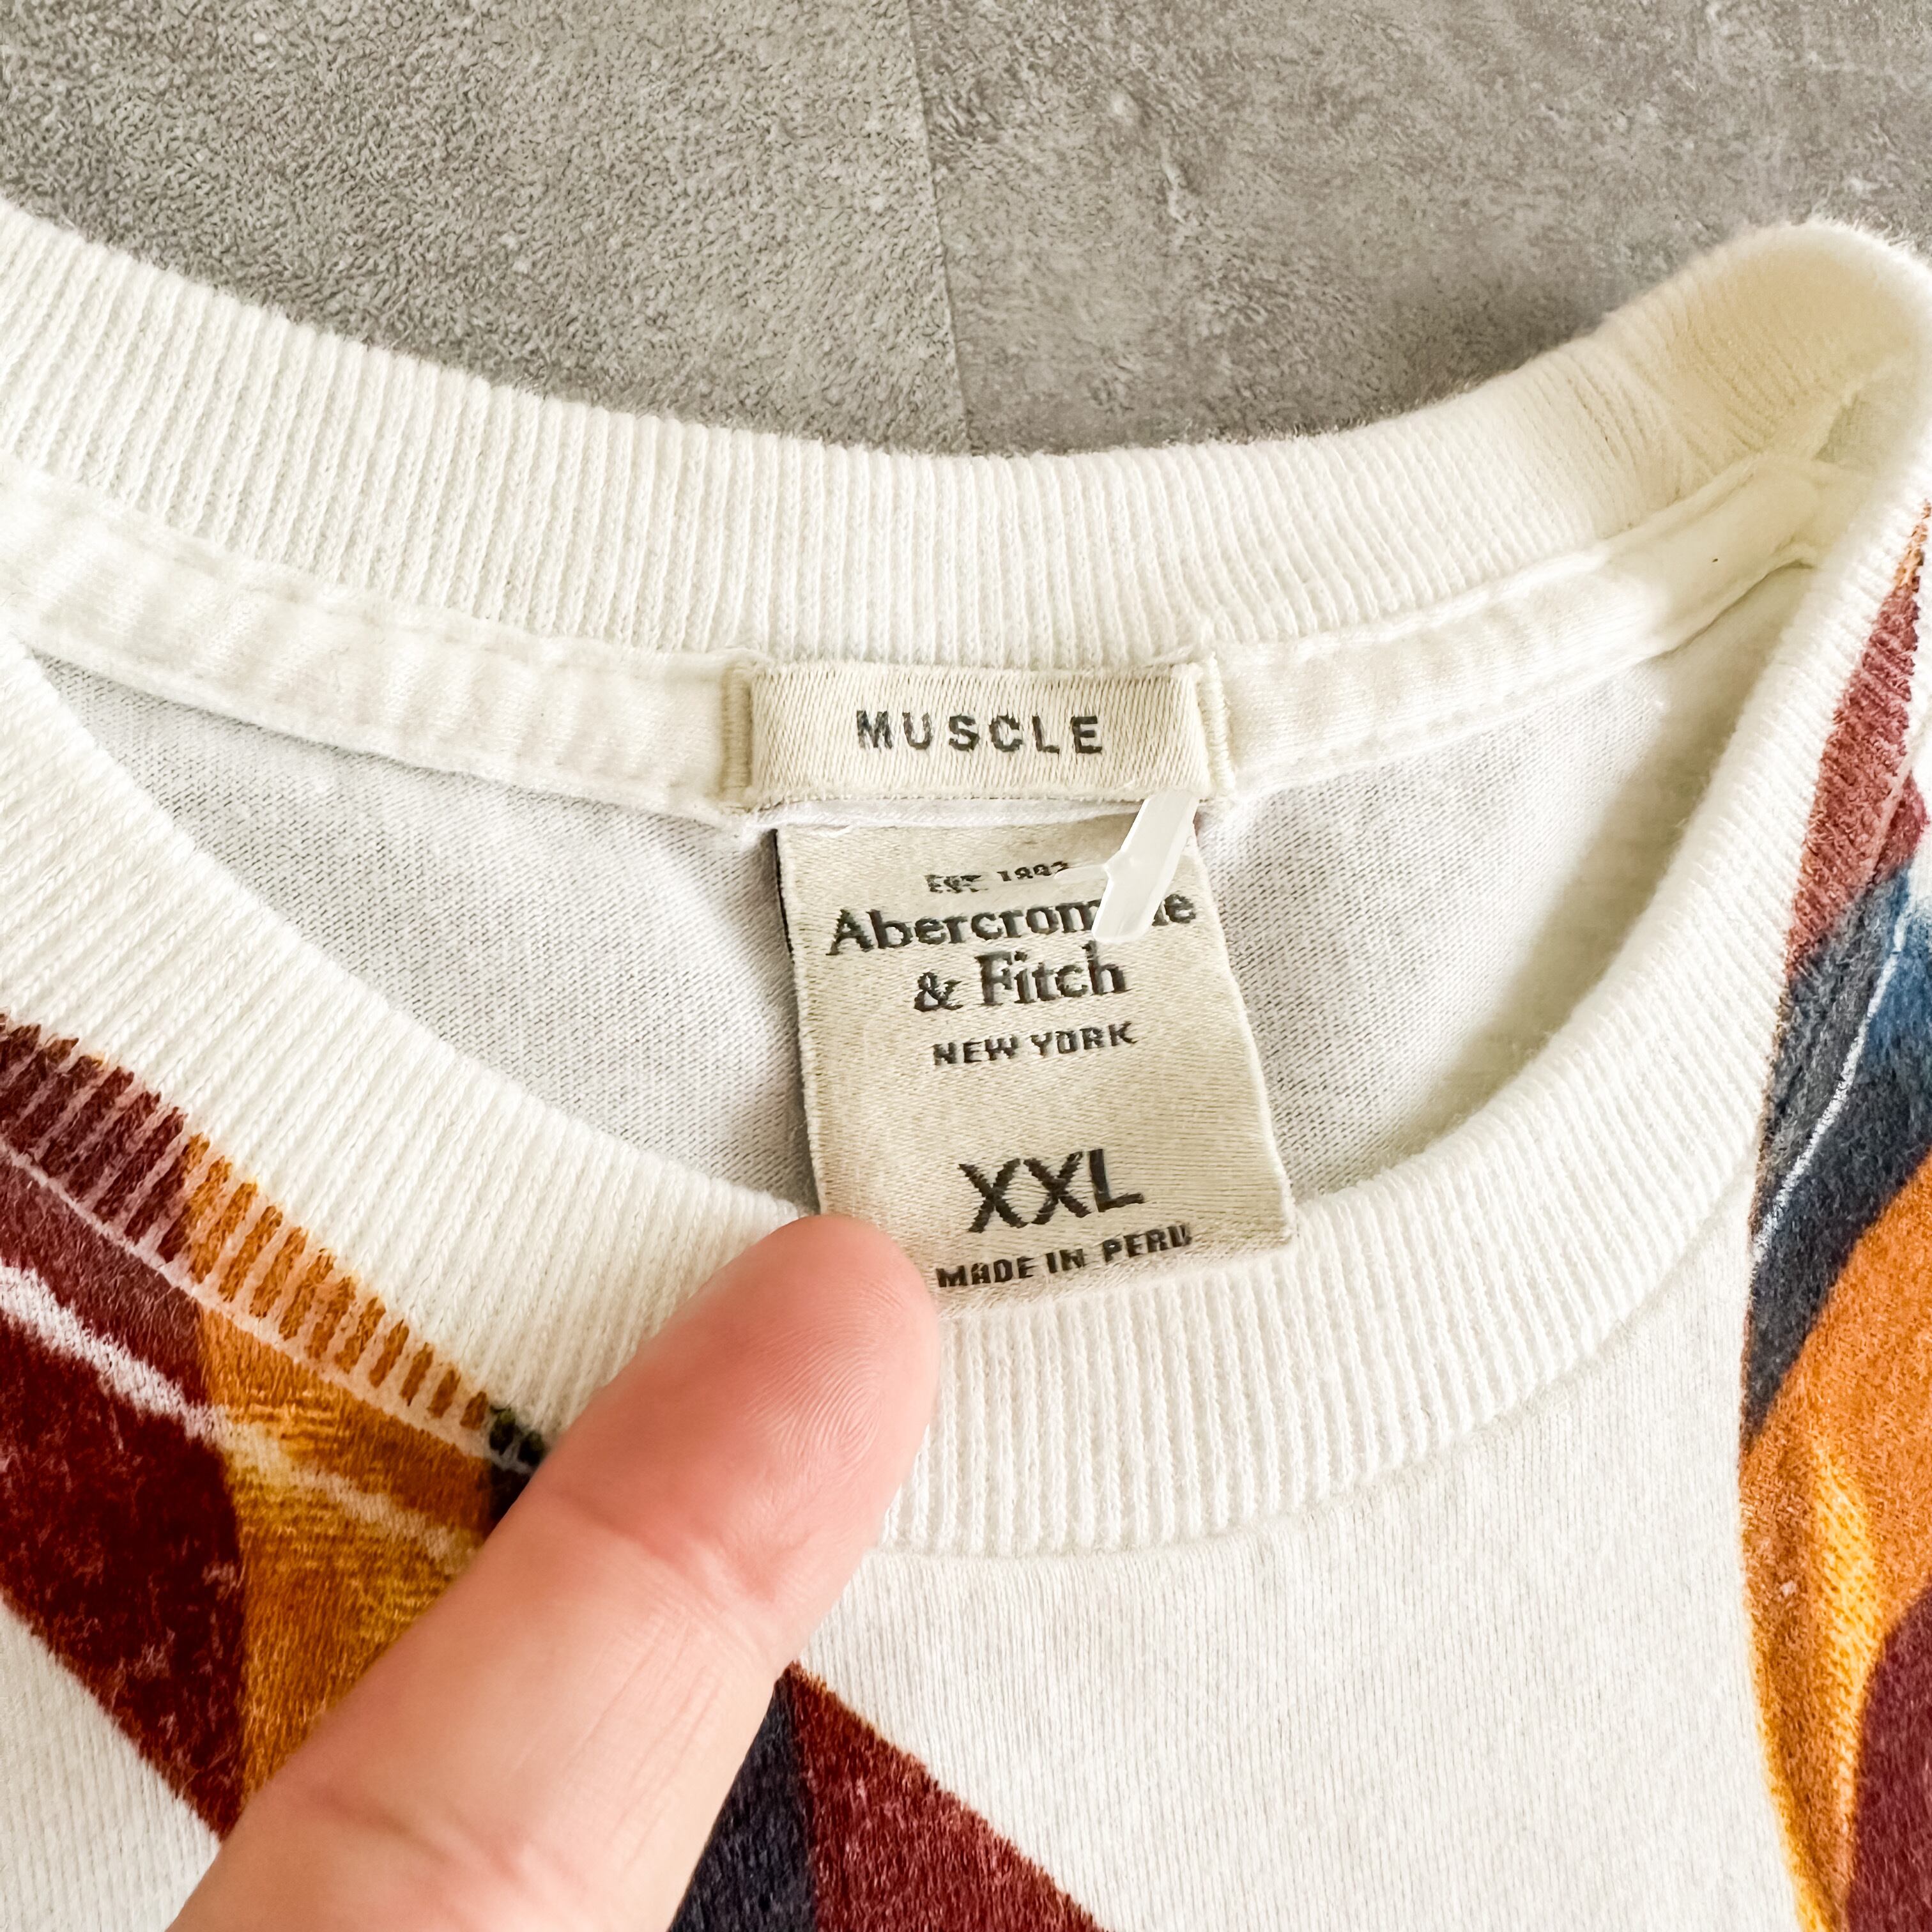 MUSCLE
EST. 1892
Abercrombie
& Fitch
NEW YORK
XXL
MADE IN PERU